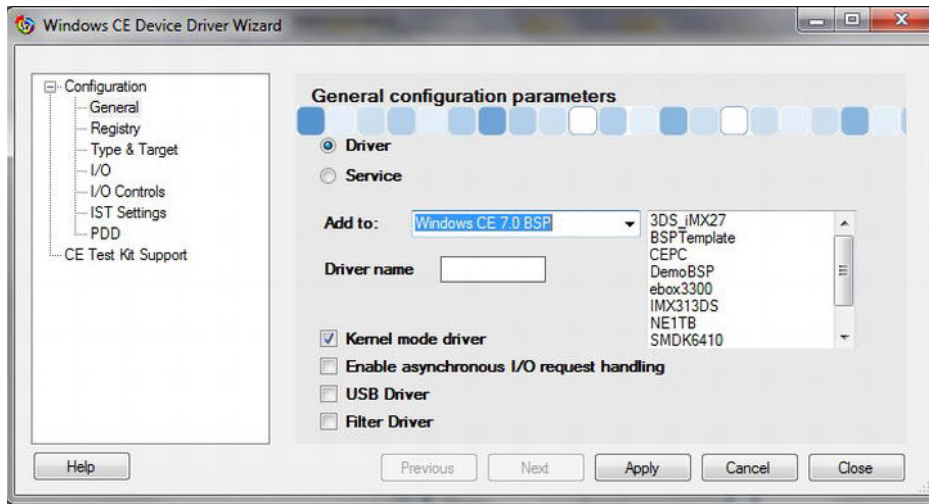 Windows CE Device Driver Wizard
Configuration
General
Registry
Type & Target
I/O
I/O Controls
IST Settings
PDD
CE Test Kit Support
General configuration parameters
Driver
Service
Add to:
Windows CE 7.0 BSP
3DS_iMX27
BSPTemplate
CEPC
DemoBSP
ebox3300
IMX313DS
NE1TB
SMDK6410
Driver name
Kernel mode driver
Enable asynchronous I/O request handling
USB Driver
Filter Driver
Help
Previous
Next
Apply
Cancel
Close